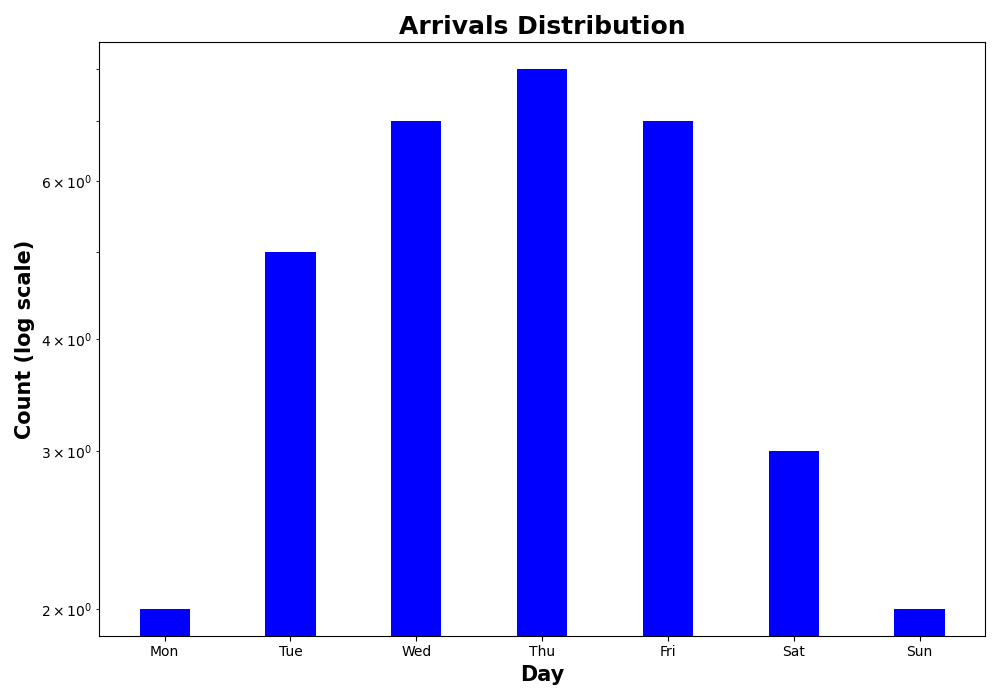 Arrivals Distribution
Count (log scale)
6 × 10⁰
4 × 10⁰
3 × 10⁰
2 × 10⁰
Mon Tue Wed Thu Fri Sat Sun
Day